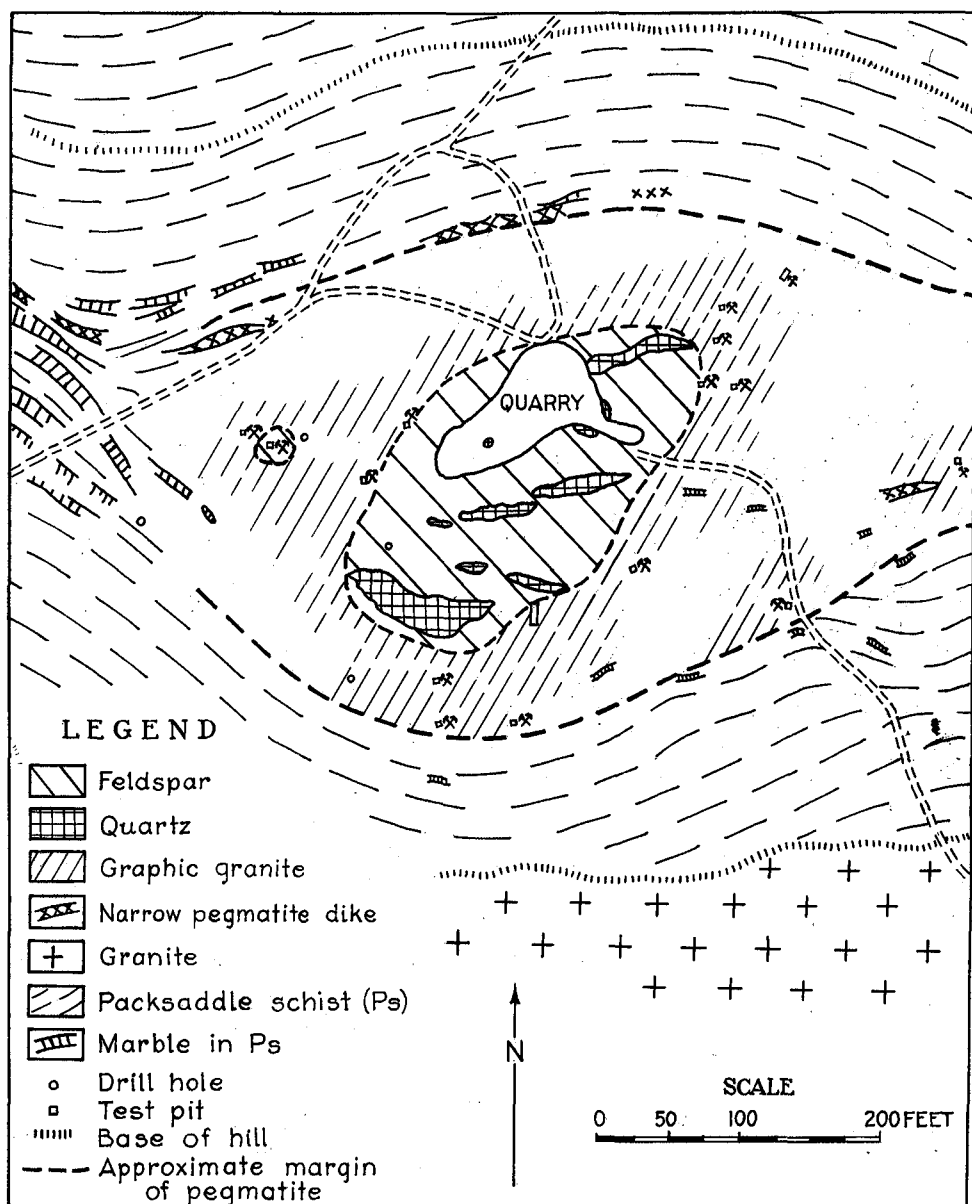 QUARRY
LEGEND
Feldspar
Quartz
Graphic granite
Narrow pegmatite dike
Granite
Packsaddle schist (Ps)
Marble in Ps
Drill hole
Test pit
Base of hill
Approximate margin
of pegmatite
N
SCALE
0 50 100 200 FEET